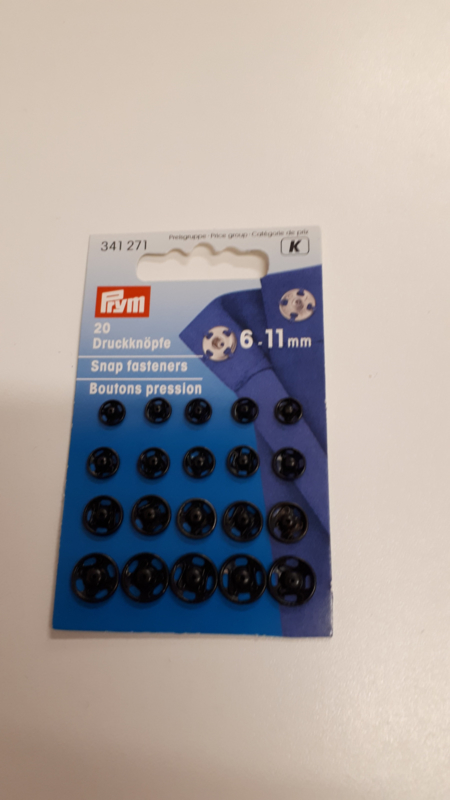 Preisgruppe · Price group · Catégorie de prix
341 271
K
Prym
20
Druckknöpfe
6 - 11 mm
Snap fasteners
Boutons pression